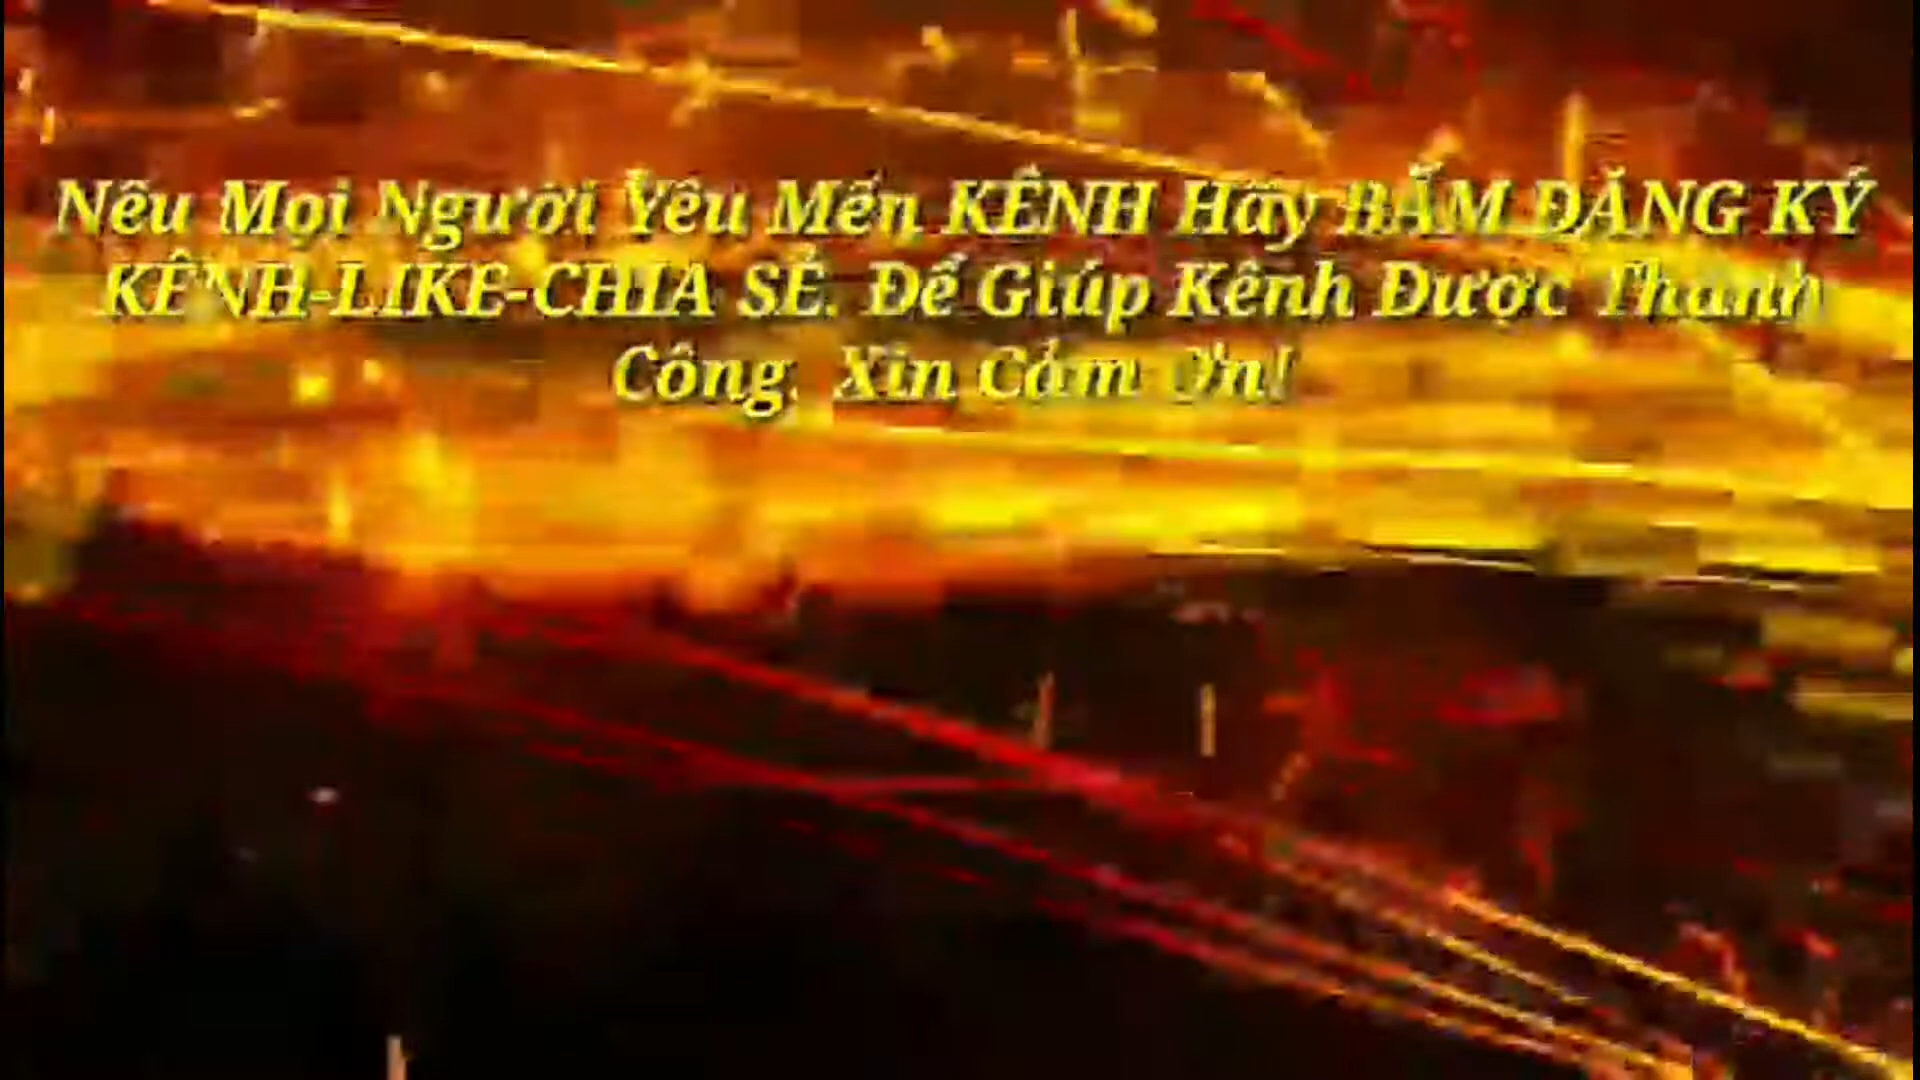 Nếu Mọi Người Yêu Mến KÊNH Hãy BẤM ĐĂNG KÝ
KÊNH-LIKE-CHIA SẺ. Để Giúp Kênh Được Thành
Công. Xin Cảm Ơn!